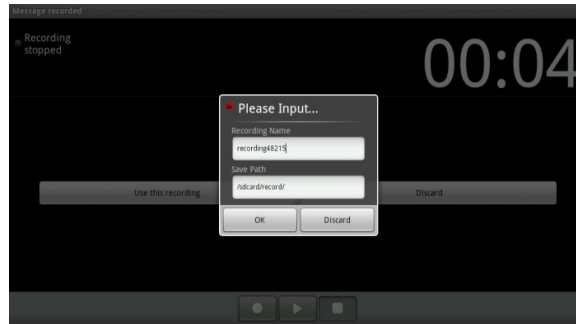 Message recorded
Recording
stopped
00:04
Please Input...
Recording Name
recording48215
Save Path
/sdcard/record/
Use this recording
Discard
OK
Discard